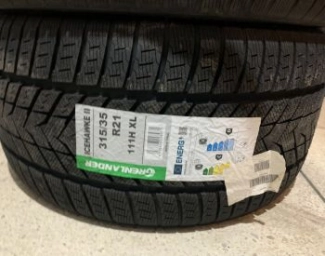 ICEHAWKE II
315/35
R21
111H XL
GREENLANDER
ENERGY